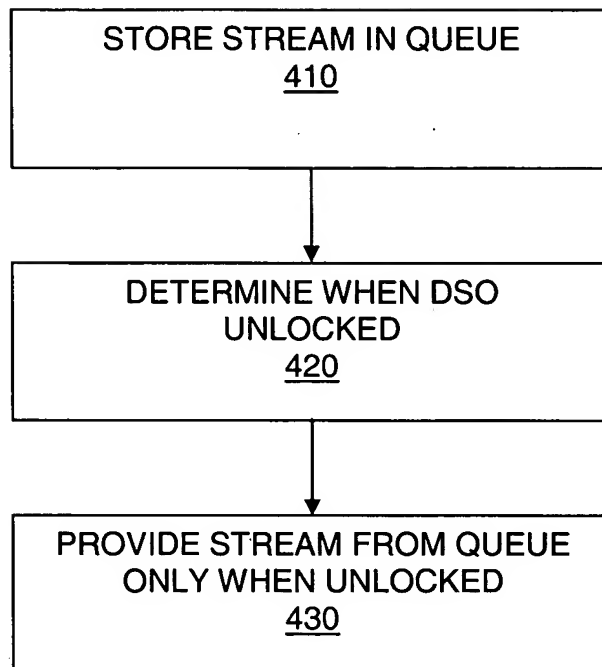 STORE STREAM IN QUEUE
410
DETERMINE WHEN DSO
UNLOCKED
420
PROVIDE STREAM FROM QUEUE
ONLY WHEN UNLOCKED
430